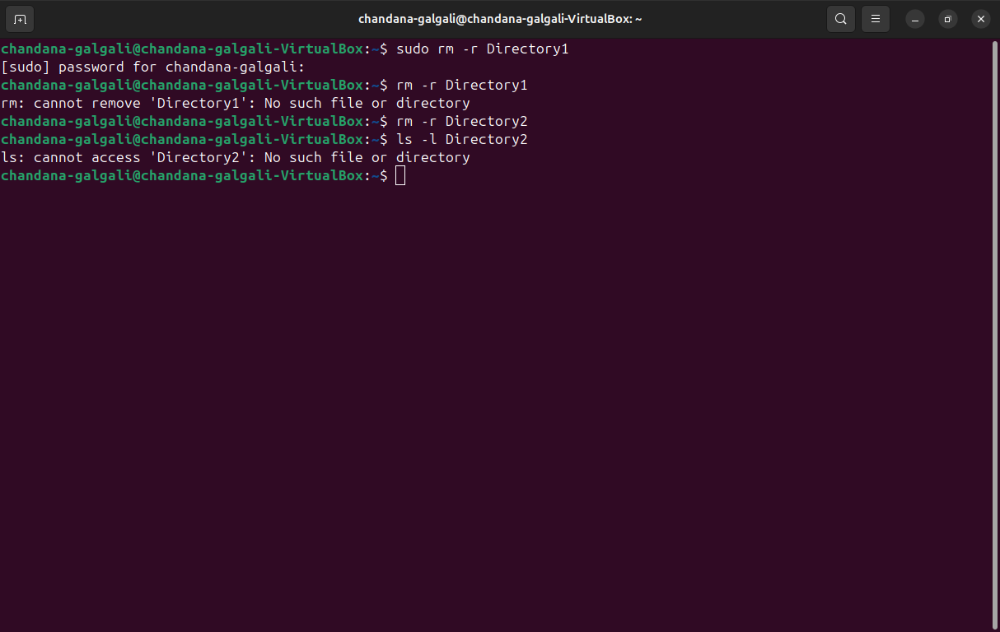 chandana-galgali@chandana-galgali-VirtualBox: ~
chandana-galgali@chandana-galgali-VirtualBox:~$ sudo rm -r Directory1
[sudo] password for chandana-galgali:
chandana-galgali@chandana-galgali-VirtualBox:~$ rm -r Directory1
rm: cannot remove 'Directory1': No such file or directory
chandana-galgali@chandana-galgali-VirtualBox:~$ rm -r Directory2
chandana-galgali@chandana-galgali-VirtualBox:~$ ls -l Directory2
ls: cannot access 'Directory2': No such file or directory
chandana-galgali@chandana-galgali-VirtualBox:~$